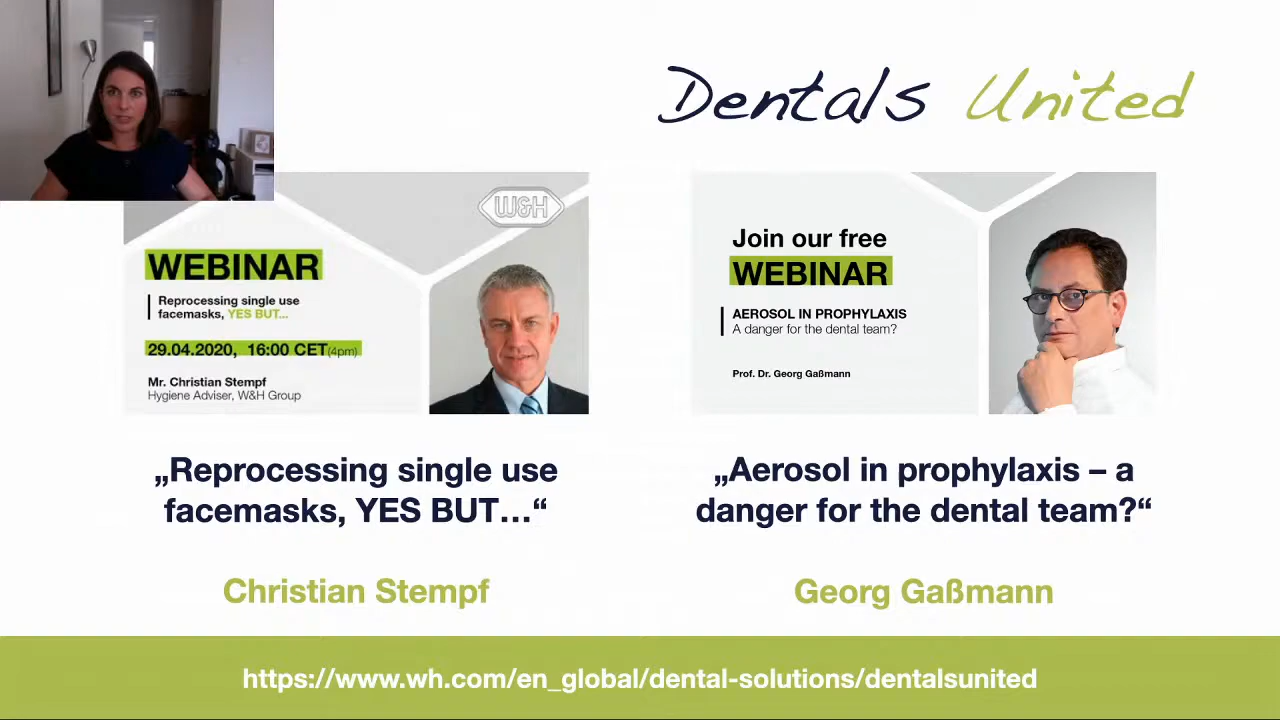 Dentals United
W&H
WEBINAR
Reprocessing single use
facemasks, YES BUT...
29.04.2020, 16:00 CET(4pm)
Mr. Christian Stempf
Hygiene Adviser, W&H Group
Join our free
WEBINAR
AEROSOL IN PROPHYLAXIS
A danger for the dental team?
Prof. Dr. Georg Gaßmann
„Reprocessing single use
facemasks, YES BUT…“
Christian Stempf
„Aerosol in prophylaxis – a
danger for the dental team?“
Georg Gaßmann
https://www.wh.com/en_global/dental-solutions/dentalsunited